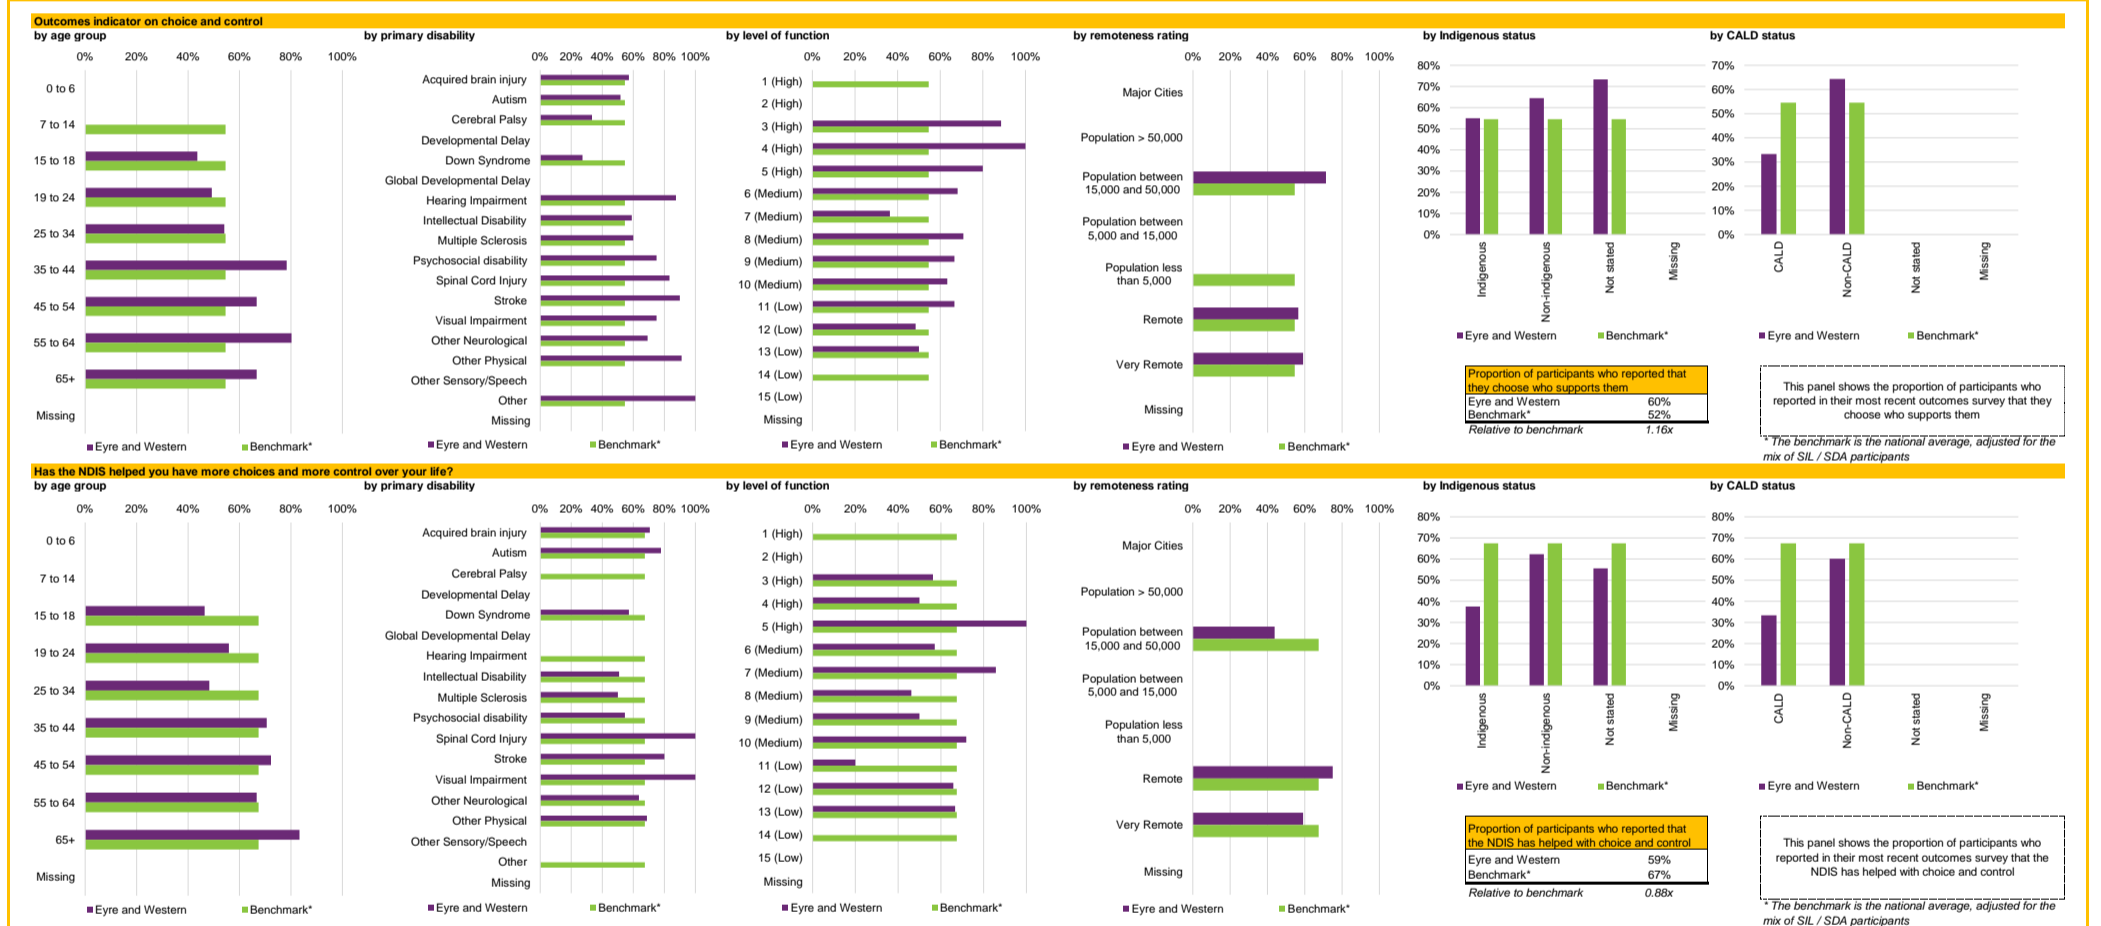 Outcomes indicator on choice and control
by age group
0% 20% 40% 60% 80% 100%
0 to 6
7 to 14
15 to 18
19 to 24
25 to 34
35 to 44
45 to 54
55 to 64
65+
Missing
Eyre and Western Benchmark*
by primary disability
0% 20% 40% 60% 80% 100%
Acquired brain injury
Autism
Cerebral Palsy
Developmental Delay
Down Syndrome
Global Developmental Delay
Hearing Impairment
Intellectual Disability
Multiple Sclerosis
Psychosocial disability
Spinal Cord Injury
Stroke
Visual Impairment
Other Neurological
Other Physical
Other Sensory/Speech
Other
Missing
Eyre and Western Benchmark*
by level of function
0% 20% 40% 60% 80% 100%
1 (High)
2 (High)
3 (High)
4 (High)
5 (High)
6 (Medium)
7 (Medium)
8 (Medium)
9 (Medium)
10 (Medium)
11 (Low)
12 (Low)
13 (Low)
14 (Low)
15 (Low)
Missing
Eyre and Western Benchmark*
by remoteness rating
0% 20% 40% 60% 80% 100%
Major Cities
Population > 50,000
Population between
15,000 and 50,000
Population between
5,000 and 15,000
Population less
than 5,000
Remote
Very Remote
Missing
Eyre and Western Benchmark*
by Indigenous status
80%
70%
60%
50%
40%
30%
20%
10%
0%
Indigenous
Non-indigenous
Not stated
Missing
Eyre and Western Benchmark*
by CALD status
70%
60%
50%
40%
30%
20%
10%
0%
CALD
Non-CALD
Not stated
Missing
Eyre and Western Benchmark*
Proportion of participants who reported that
they choose who supports them
Eyre and Western 60%
Benchmark* 52%
Relative to benchmark 1.16x
This panel shows the proportion of participants who
reported in their most recent outcomes survey that they
choose who supports them
* The benchmark is the national average, adjusted for the
mix of SIL / SDA participants
Has the NDIS helped you have more choices and more control over your life?
by age group
0% 20% 40% 60% 80% 100%
0 to 6
7 to 14
15 to 18
19 to 24
25 to 34
35 to 44
45 to 54
55 to 64
65+
Missing
Eyre and Western Benchmark*
by primary disability
0% 20% 40% 60% 80% 100%
Acquired brain injury
Autism
Cerebral Palsy
Developmental Delay
Down Syndrome
Global Developmental Delay
Hearing Impairment
Intellectual Disability
Multiple Sclerosis
Psychosocial disability
Spinal Cord Injury
Stroke
Visual Impairment
Other Neurological
Other Physical
Other Sensory/Speech
Other
Missing
Eyre and Western Benchmark*
by level of function
0% 20% 40% 60% 80% 100%
1 (High)
2 (High)
3 (High)
4 (High)
5 (High)
6 (Medium)
7 (Medium)
8 (Medium)
9 (Medium)
10 (Medium)
11 (Low)
12 (Low)
13 (Low)
14 (Low)
15 (Low)
Missing
Eyre and Western Benchmark*
by remoteness rating
0% 20% 40% 60% 80% 100%
Major Cities
Population > 50,000
Population between
15,000 and 50,000
Population between
5,000 and 15,000
Population less
than 5,000
Remote
Very Remote
Missing
Eyre and Western Benchmark*
by Indigenous status
80%
70%
60%
50%
40%
30%
20%
10%
0%
Indigenous
Non-indigenous
Not stated
Missing
Eyre and Western Benchmark*
by CALD status
80%
70%
60%
50%
40%
30%
20%
10%
0%
CALD
Non-CALD
Not stated
Missing
Eyre and Western Benchmark*
Proportion of participants who reported that
the NDIS has helped with choice and control
Eyre and Western 59%
Benchmark* 67%
Relative to benchmark 0.88x
This panel shows the proportion of participants who
reported in their most recent outcomes survey that the
NDIS has helped with choice and control
* The benchmark is the national average, adjusted for the
mix of SIL / SDA participants